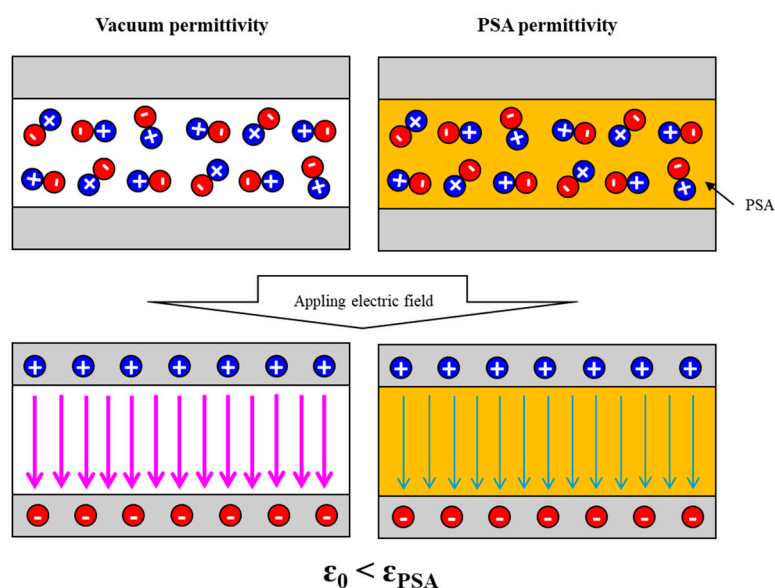 Vacuum permittivity
PSA permittivity
PSA
Appling electric field
ε0 < εPSA